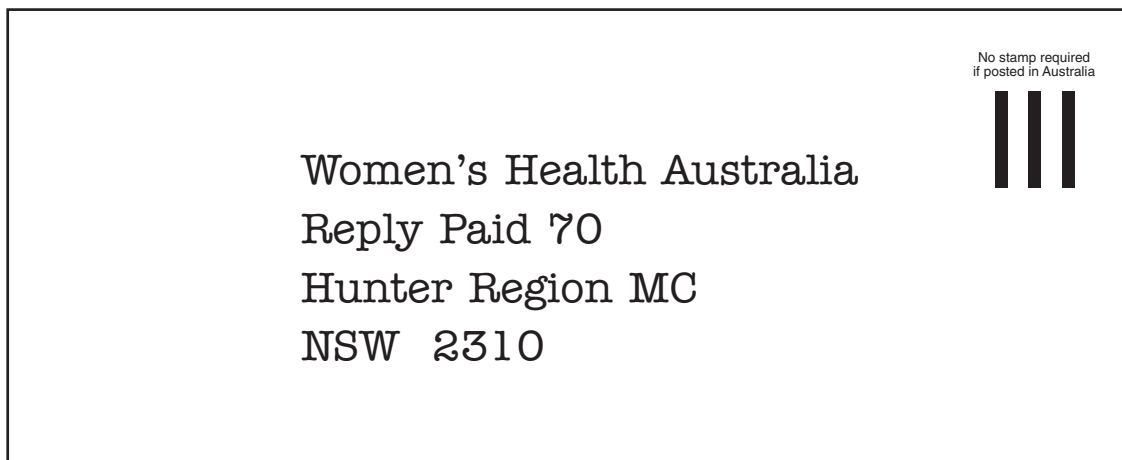 No stamp required
if posted in Australia
Women’s Health Australia
Reply Paid 70
Hunter Region MC
NSW  2310